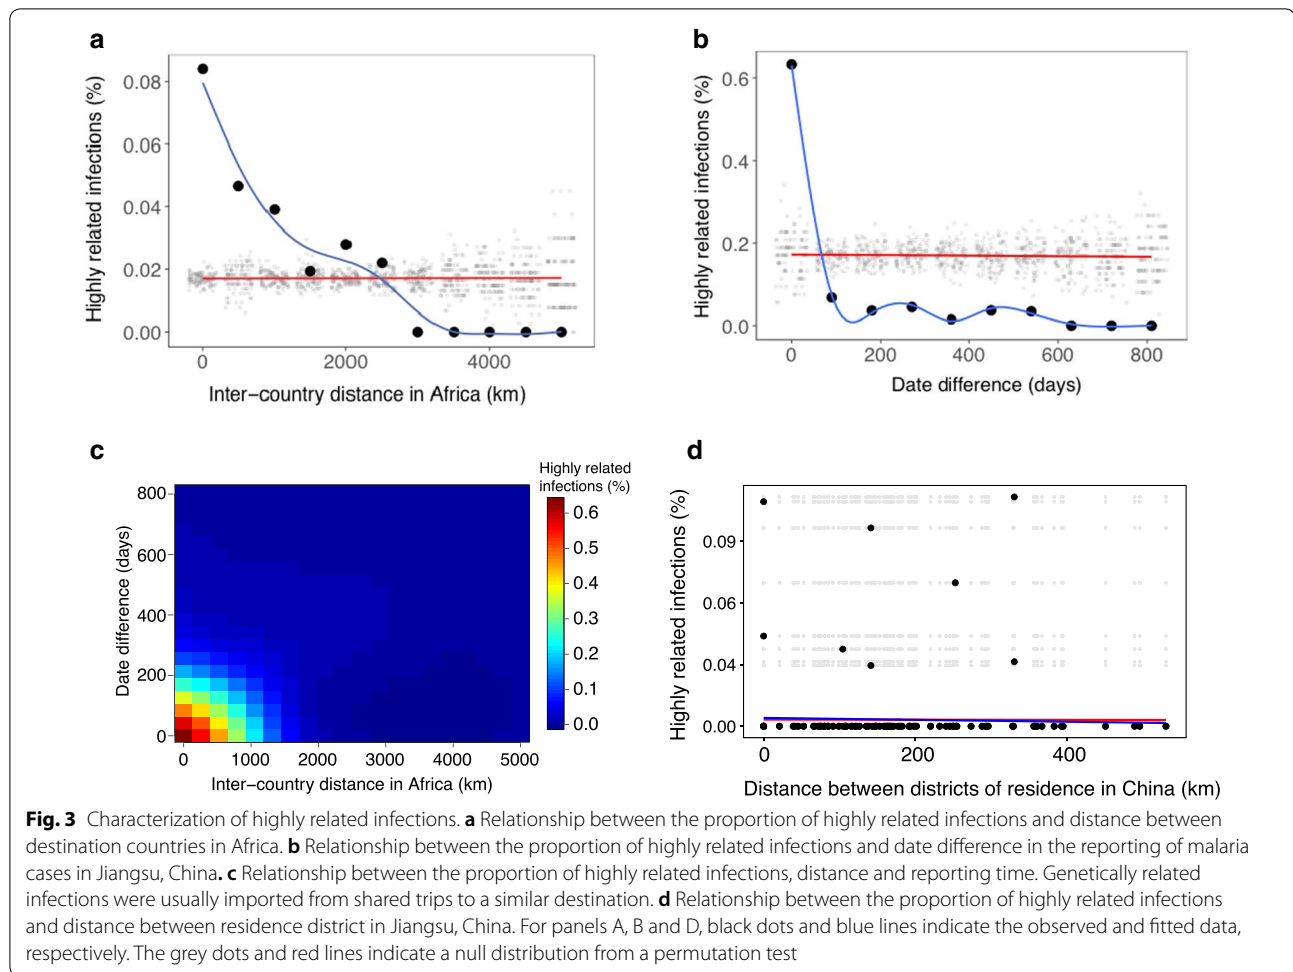 a
Highly related infections (%)
0.08
0.06
0.04
0.02
0.00
0
2000
4000
Inter−country distance in Africa (km)
b
Highly related infections (%)
0.6
0.4
0.2
0.0
0
200
400
600
800
Date difference (days)
c
Date difference (days)
800
600
400
200
0
0
1000
2000
3000
4000
5000
Inter−country distance in Africa (km)
Highly related
infections (%)
0.6
0.5
0.4
0.3
0.2
0.1
0.0
d
Highly related infections (%)
0.09
0.06
0.04
0.00
0
200
400
Distance between districts of residence in China (km)
Fig. 3 Characterization of highly related infections. a Relationship between the proportion of highly related infections and distance between
destination countries in Africa. b Relationship between the proportion of highly related infections and date difference in the reporting of malaria
cases in Jiangsu, China. c Relationship between the proportion of highly related infections, distance and reporting time. Genetically related
infections were usually imported from shared trips to a similar destination. d Relationship between the proportion of highly related infections
and distance between residence district in Jiangsu, China. For panels A, B and D, black dots and blue lines indicate the observed and fitted data,
respectively. The grey dots and red lines indicate a null distribution from a permutation test